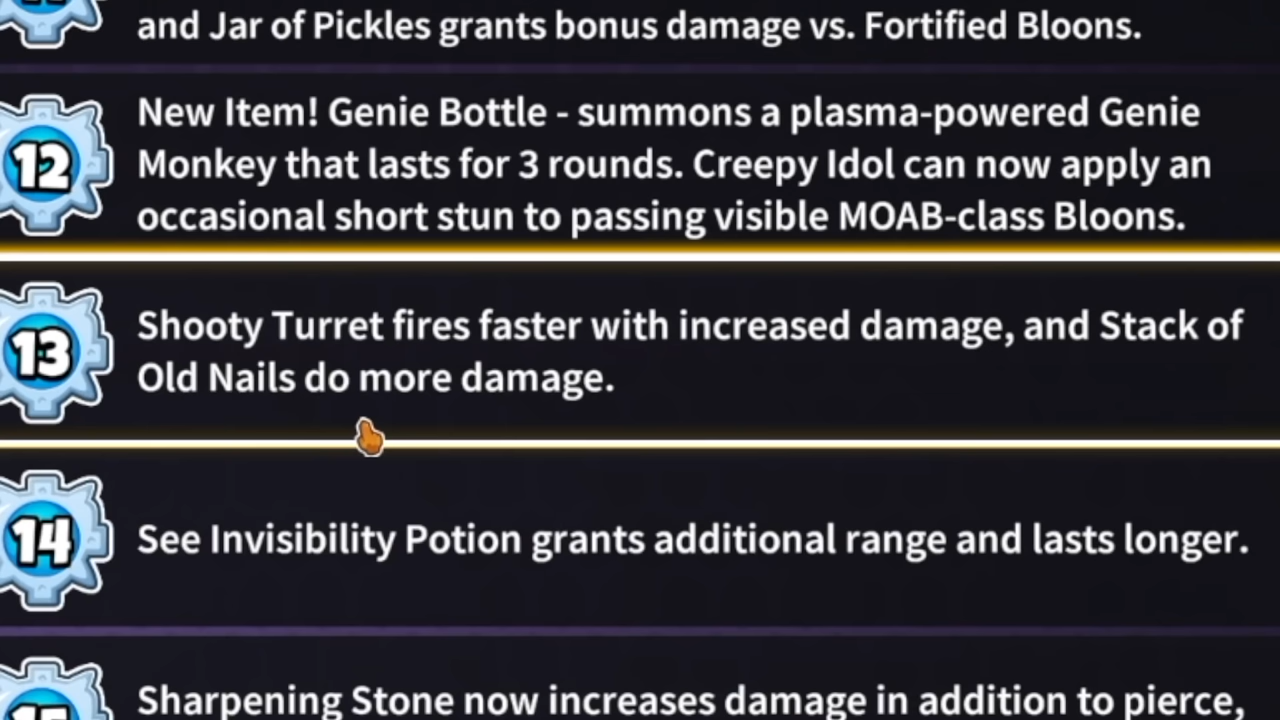 and Jar of Pickles grants bonus damage vs. Fortified Bloons.
12
New Item! Genie Bottle - summons a plasma-powered Genie
Monkey that lasts for 3 rounds. Creepy Idol can now apply an
occasional short stun to passing visible MOAB-class Bloons.
13
Shooty Turret fires faster with increased damage, and Stack of
Old Nails do more damage.
14
See Invisibility Potion grants additional range and lasts longer.
15
Sharpening Stone now increases damage in addition to pierce,